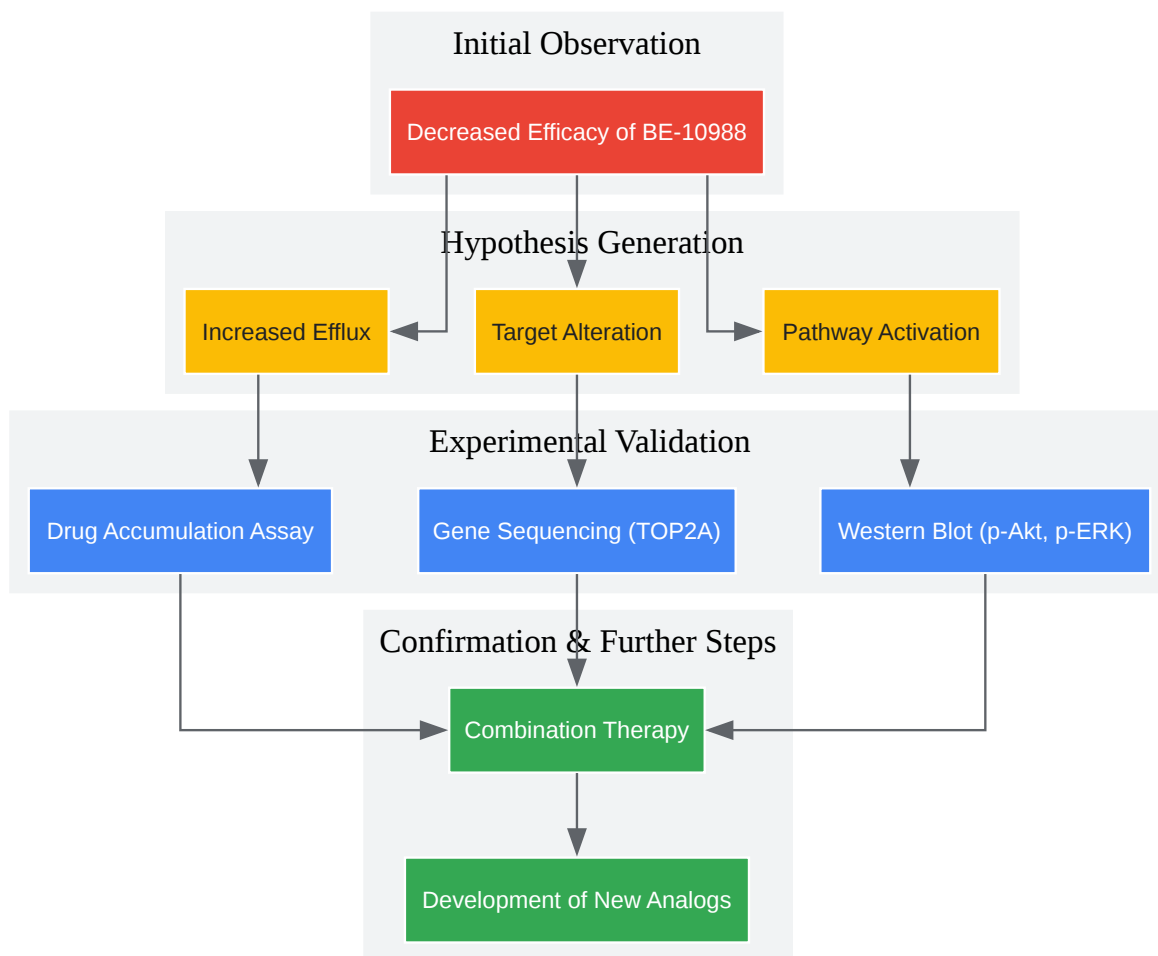 Initial Observation
Decreased Efficacy of BE-10988
Hypothesis Generation
Increased Efflux
Target Alteration
Pathway Activation
Experimental Validation
Drug Accumulation Assay
Gene Sequencing (TOP2A)
Western Blot (p-Akt, p-ERK)
Confirmation & Further Steps
Combination Therapy
Development of New Analogs